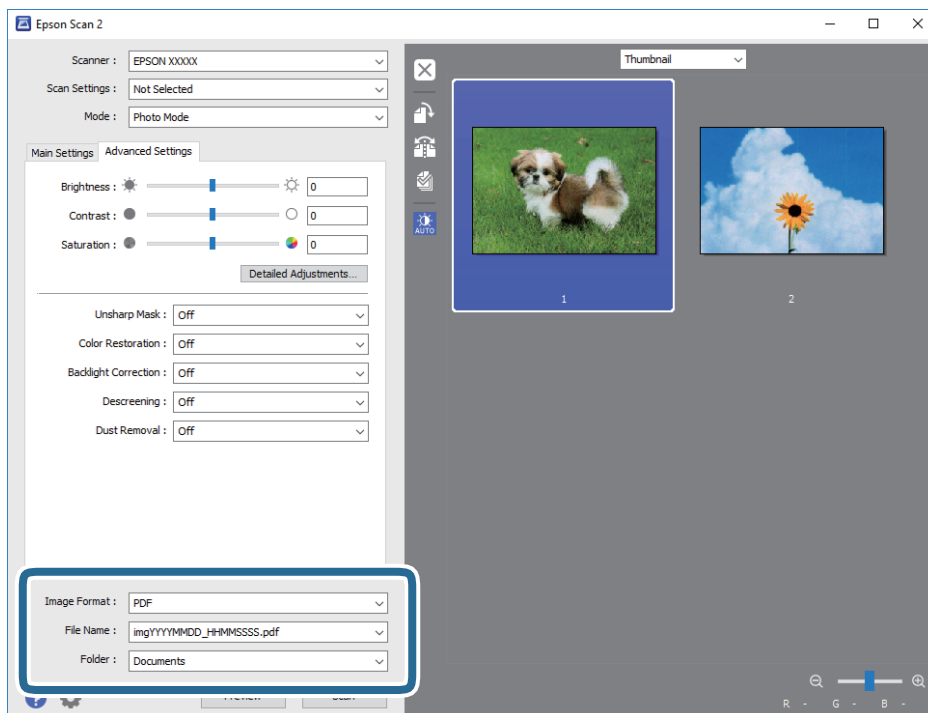 Epson Scan 2
Scanner : EPSON XXXXX
Scan Settings : Not Selected
Mode : Photo Mode
Main Settings Advanced Settings
Brightness : 0
Contrast : 0
Saturation : 0
Detailed Adjustments...
Unsharp Mask : Off
Color Restoration : Off
Backlight Correction : Off
Descreening : Off
Dust Removal : Off
Image Format : PDF
File Name : imgYYYYMMDD_HHMMSSSS.pdf
Folder : Documents
AUTO
Thumbnail
1
2
R - G - B -